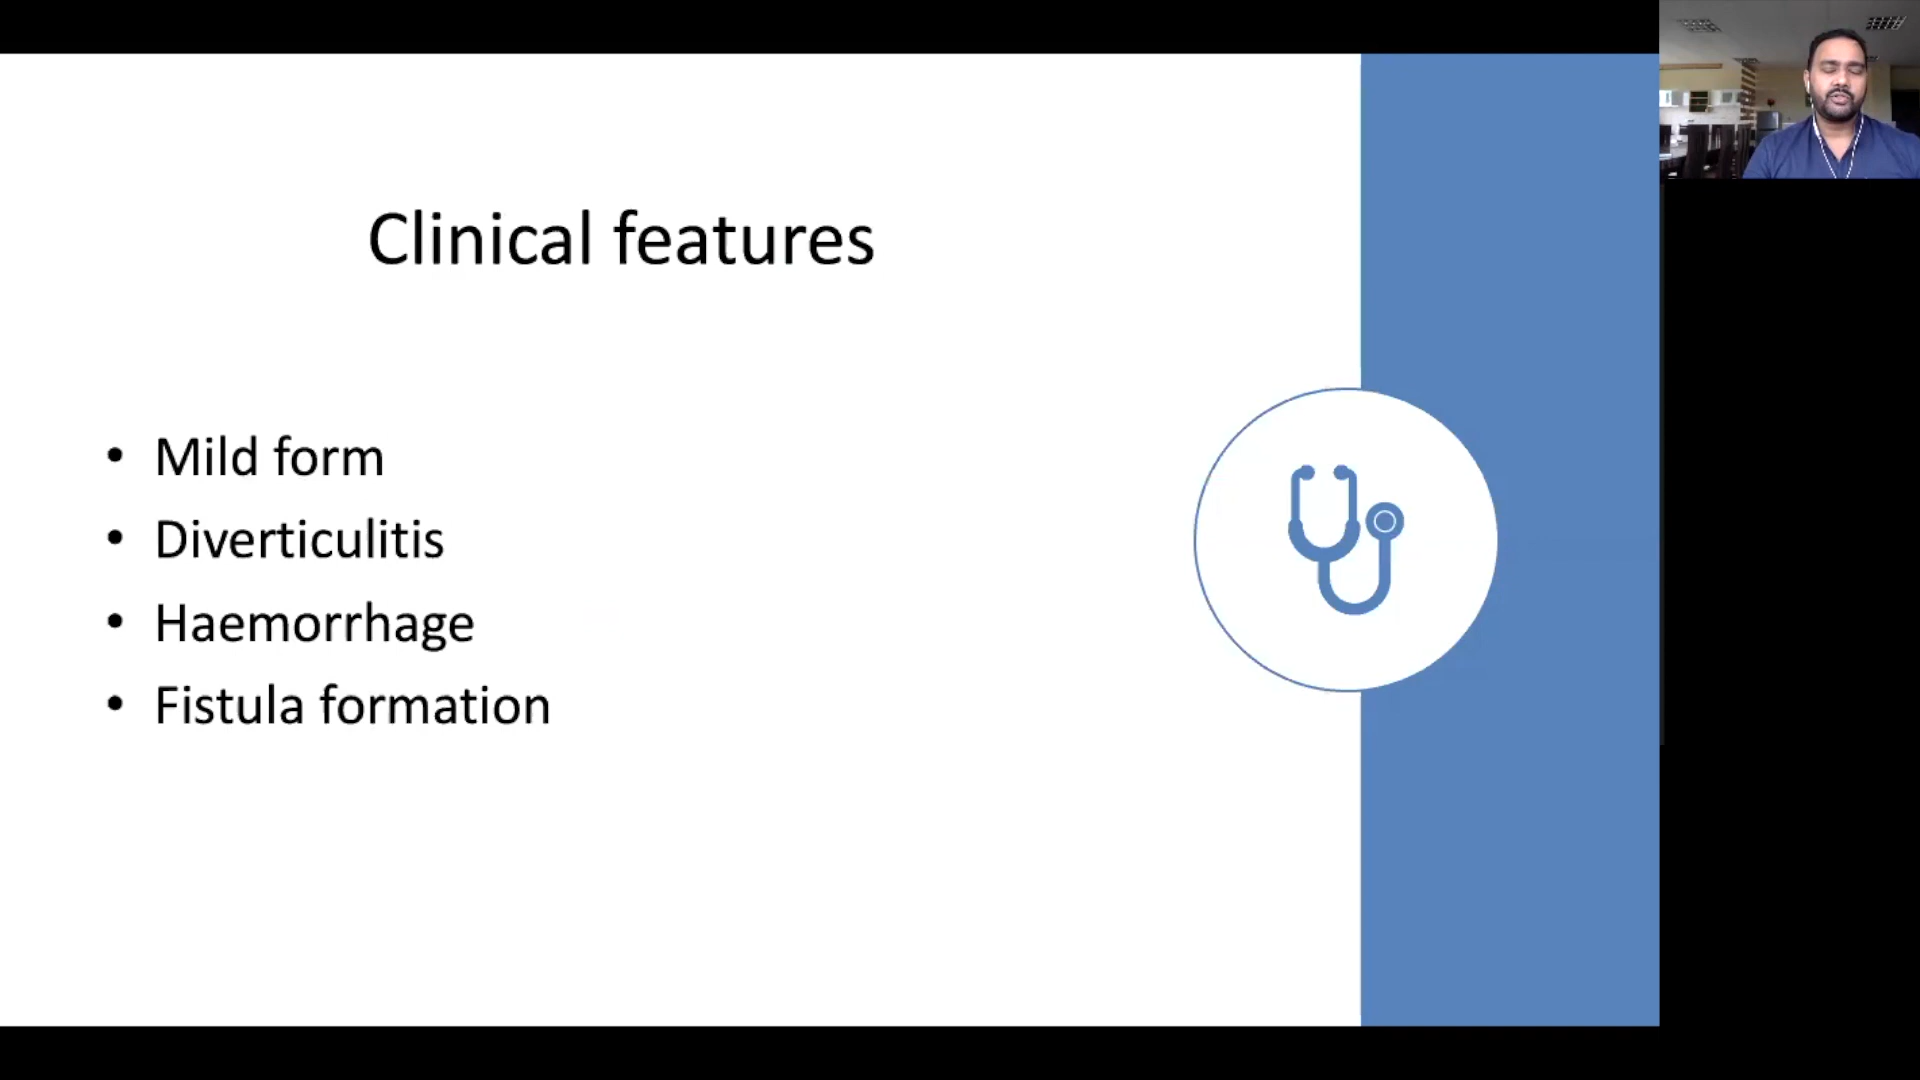 Clinical features
• Mild form
• Diverticulitis
• Haemorrhage
• Fistula formation